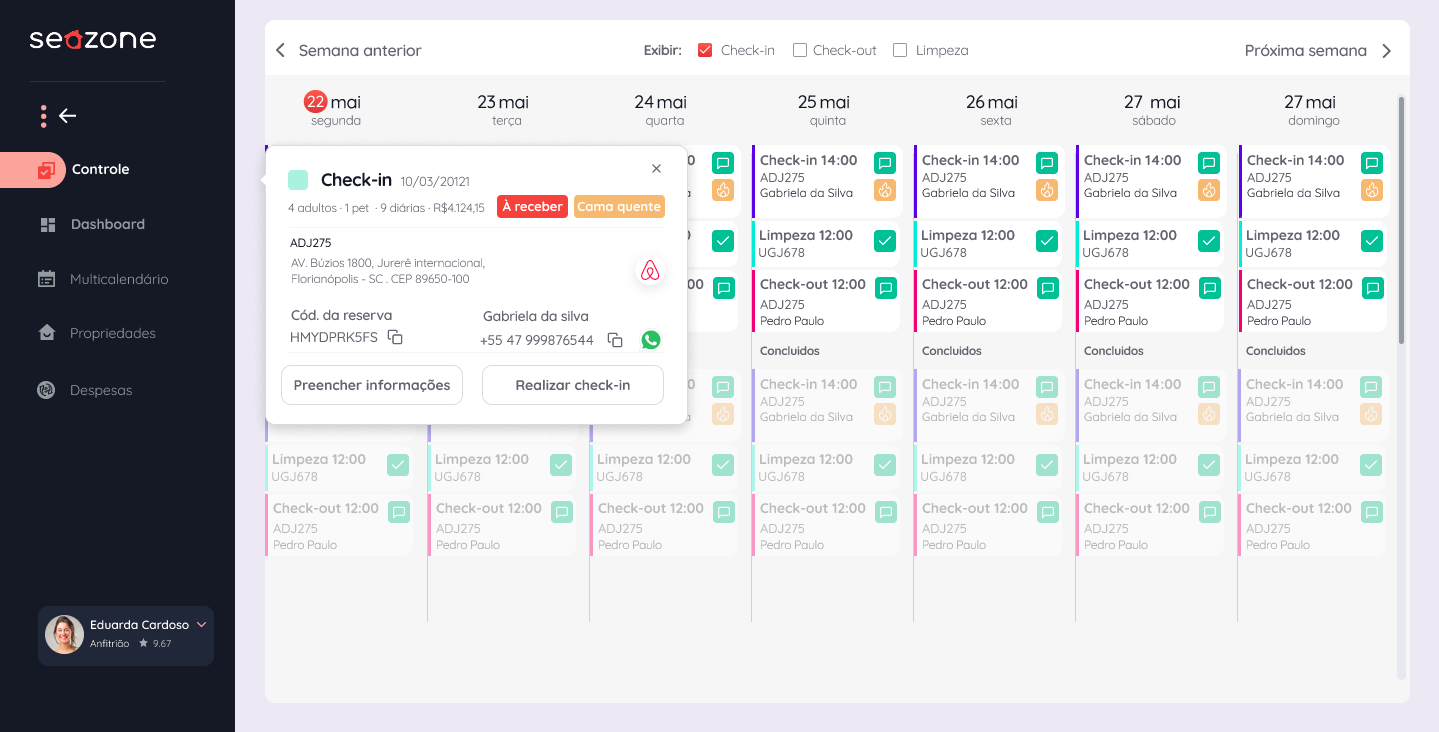 seazone
Controle
Dashboard
Multicalendário
Propriedades
Despesas
Eduarda Cardoso
Anfitrião 9.67
Semana anterior
Exibir: Check-in Check-out Limpeza
Próxima semana
22 mai
segunda
23 mai
terça
24 mai
quarta
25 mai
quinta
26 mai
sexta
27 mai
sábado
27 mai
domingo
Check-in 10/03/20121
4 adultos · 1 pet · 9 diárias · R$4.124,15 À receber Cama quente
ADJ275
AV. Búzios 1800, Jurerê internacional,
Florianópolis - SC . CEP 89650-100
Cód. da reserva
HMYDPRK5FS
Gabriela da silva
+55 47 999876544
Preencher informações Realizar check-in
Limpeza 12:00
UGJ678
Check-out 12:00
ADJ275
Pedro Paulo
Limpeza 12:00
UGJ678
Check-out 12:00
ADJ275
Pedro Paulo
Limpeza 12:00
UGJ678
Check-out 12:00
ADJ275
Pedro Paulo
Check-in 14:00
ADJ275
Gabriela da Silva
Limpeza 12:00
UGJ678
Check-out 12:00
ADJ275
Pedro Paulo
Concluidos
Check-in 14:00
ADJ275
Gabriela da Silva
Limpeza 12:00
UGJ678
Check-out 12:00
ADJ275
Pedro Paulo
Check-in 14:00
ADJ275
Gabriela da Silva
Limpeza 12:00
UGJ678
Check-out 12:00
ADJ275
Pedro Paulo
Concluidos
Check-in 14:00
ADJ275
Gabriela da Silva
Limpeza 12:00
UGJ678
Check-out 12:00
ADJ275
Pedro Paulo
Check-in 14:00
ADJ275
Gabriela da Silva
Limpeza 12:00
UGJ678
Check-out 12:00
ADJ275
Pedro Paulo
Concluidos
Check-in 14:00
ADJ275
Gabriela da Silva
Limpeza 12:00
UGJ678
Check-out 12:00
ADJ275
Pedro Paulo
Check-in 14:00
ADJ275
Gabriela da Silva
Limpeza 12:00
UGJ678
Check-out 12:00
ADJ275
Pedro Paulo
Concluidos
Check-in 14:00
ADJ275
Gabriela da Silva
Limpeza 12:00
UGJ678
Check-out 12:00
ADJ275
Pedro Paulo